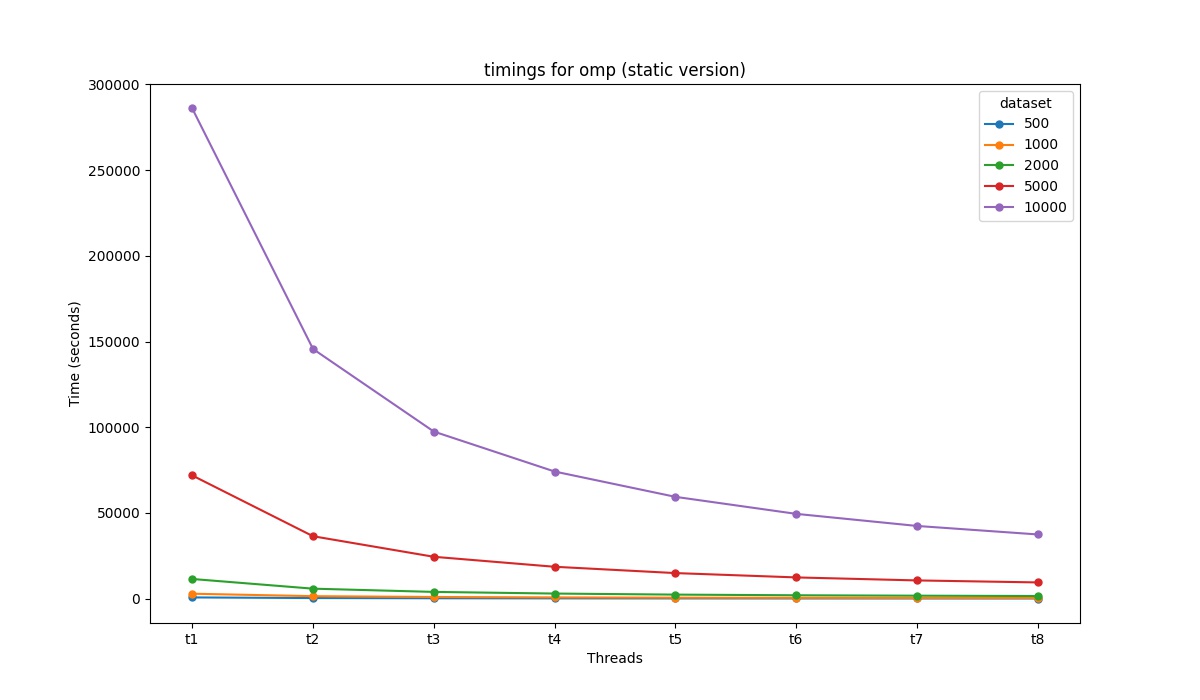 timings for omp (static version)
300000
250000
200000
150000
100000
50000
0
Time (seconds)
t1 t2 t3 t4 t5 t6 t7 t8
Threads
dataset
500
1000
2000
5000
10000